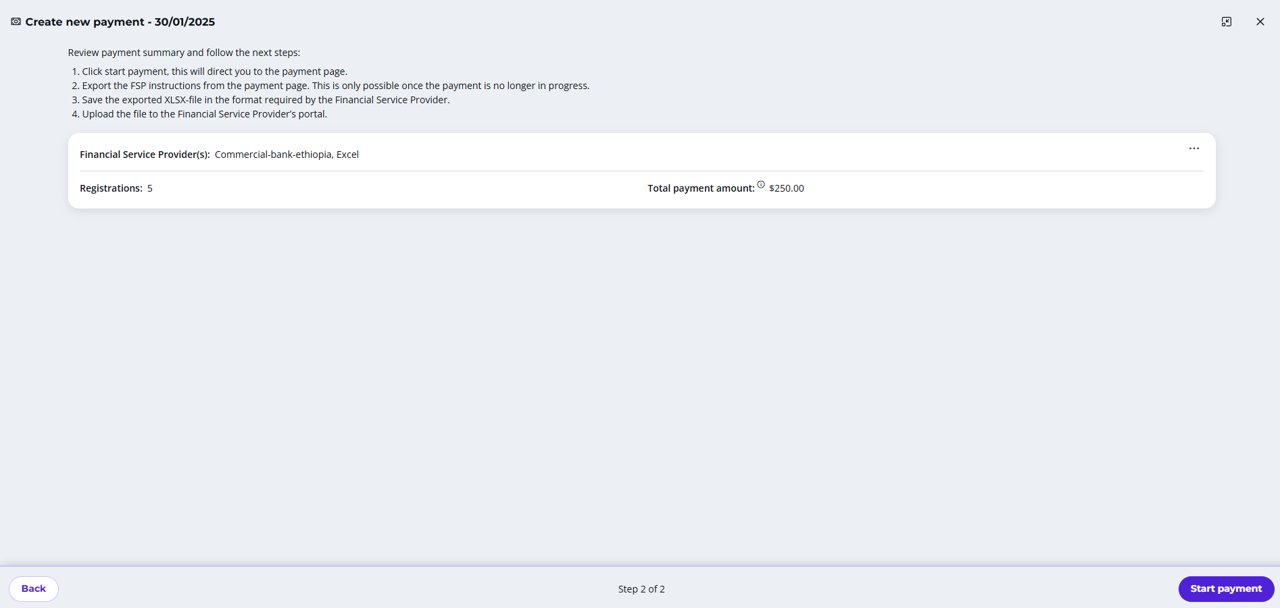 Create new payment - 30/01/2025
Review payment summary and follow the next steps:
1. Click start payment, this will direct you to the payment page.
2. Export the FSP instructions from the payment page. This is only possible once the payment is no longer in progress.
3. Save the exported XLSX-file in the format required by the Financial Service Provider.
4. Upload the file to the Financial Service Provider's portal.
Financial Service Provider(s): Commercial-bank-ethiopia, Excel
Registrations: 5
Total payment amount: $250.00
Back
Step 2 of 2
Start payment